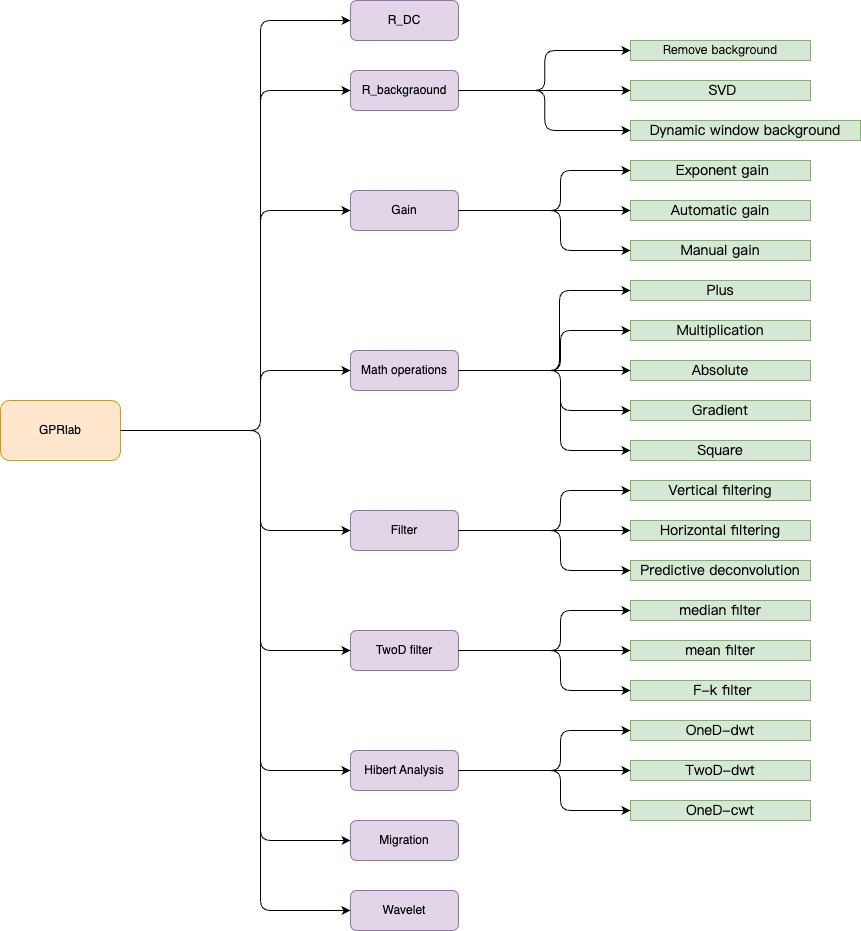 R_DC
Remove background
R_backgraound
SVD
Dynamic window background
Exponent gain
Gain
Automatic gain
Manual gain
Plus
Multiplication
Math operations
Absolute
Gradient
GPRlab
Square
Vertical filtering
Filter
Horizontal filtering
Predictive deconvolution
median filter
TwoD filter
mean filter
F-k filter
OneD-dwt
Hibert Analysis
TwoD-dwt
OneD-cwt
Migration
Wavelet